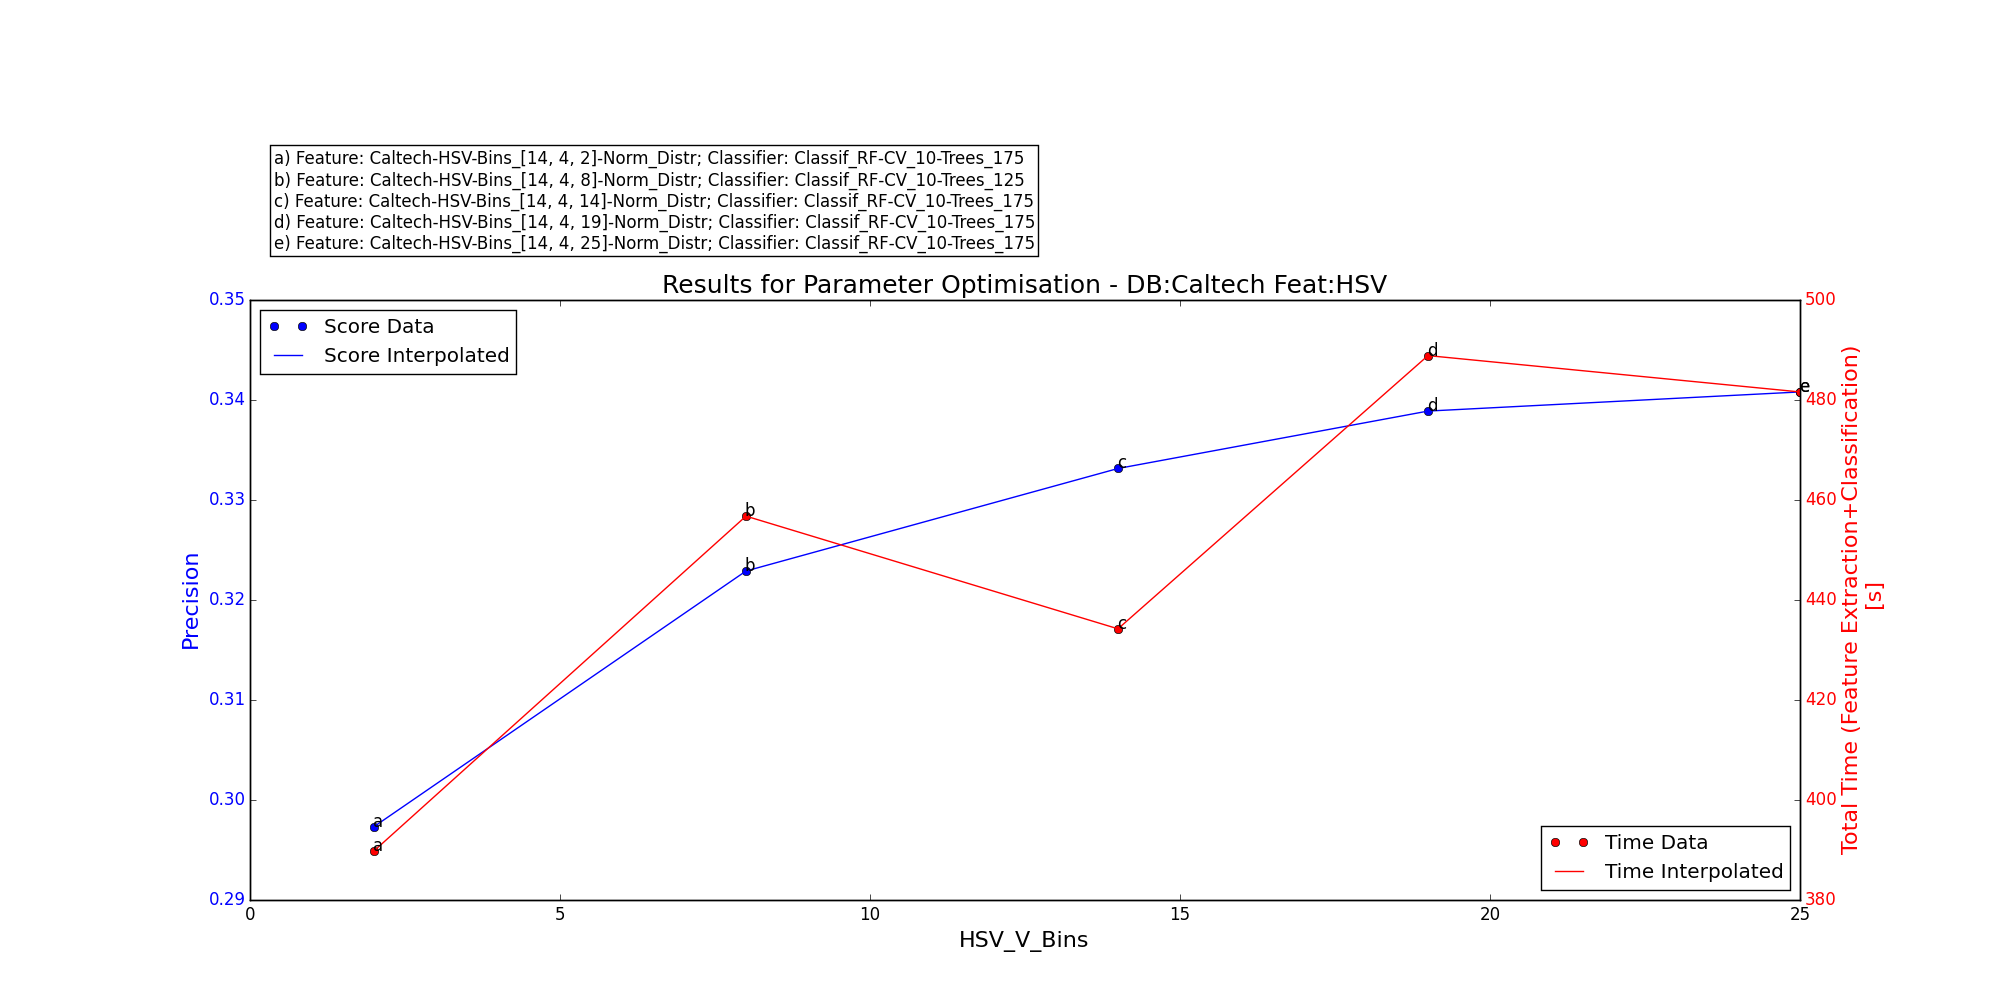 a) Feature: Caltech-HSV-Bins_[14, 4, 2]-Norm_Distr; Classifier: Classif_RF-CV_10-Trees_175
b) Feature: Caltech-HSV-Bins_[14, 4, 8]-Norm_Distr; Classifier: Classif_RF-CV_10-Trees_125
c) Feature: Caltech-HSV-Bins_[14, 4, 14]-Norm_Distr; Classifier: Classif_RF-CV_10-Trees_175
d) Feature: Caltech-HSV-Bins_[14, 4, 19]-Norm_Distr; Classifier: Classif_RF-CV_10-Trees_175
e) Feature: Caltech-HSV-Bins_[14, 4, 25]-Norm_Distr; Classifier: Classif_RF-CV_10-Trees_175
Results for Parameter Optimisation - DB:Caltech Feat:HSV
Score Data
Score Interpolated
0.35
0.34
0.33
0.32
0.31
0.30
0.29
Precision
a
b
c
d
e
a
b
c
d
e
500
480
460
440
420
400
380
Total Time (Feature Extraction+Classification)
[s]
Time Data
Time Interpolated
0
5
10
15
20
25
HSV_V_Bins